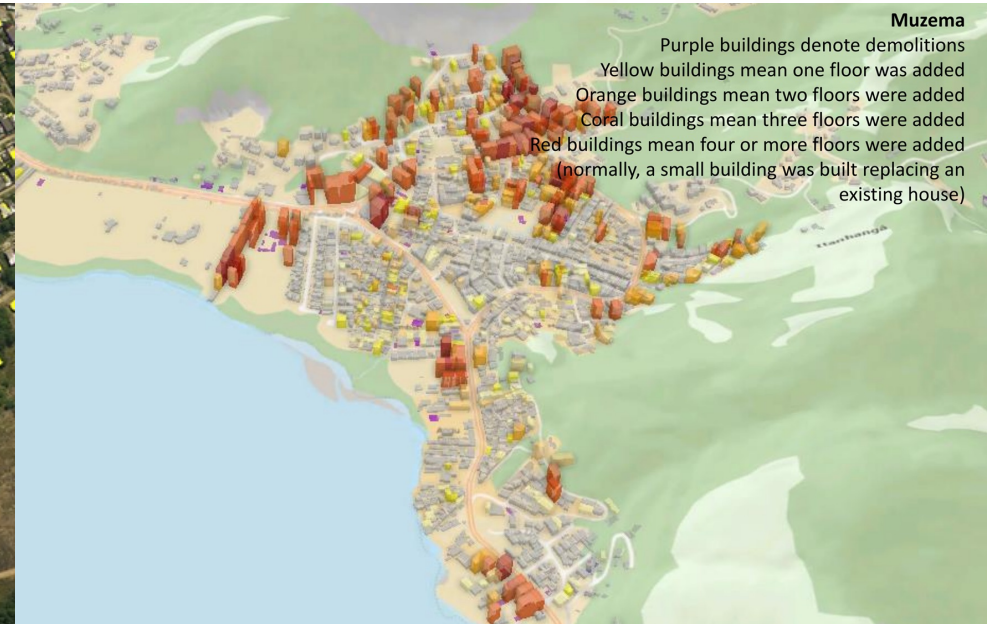 Muzema
Purple buildings denote demolitions
Yellow buildings mean one floor was added
Orange buildings mean two floors were added
Coral buildings mean three floors were added
Red buildings mean four or more floors were added
(normally, a small building was built replacing an
existing house)
Itanhangá